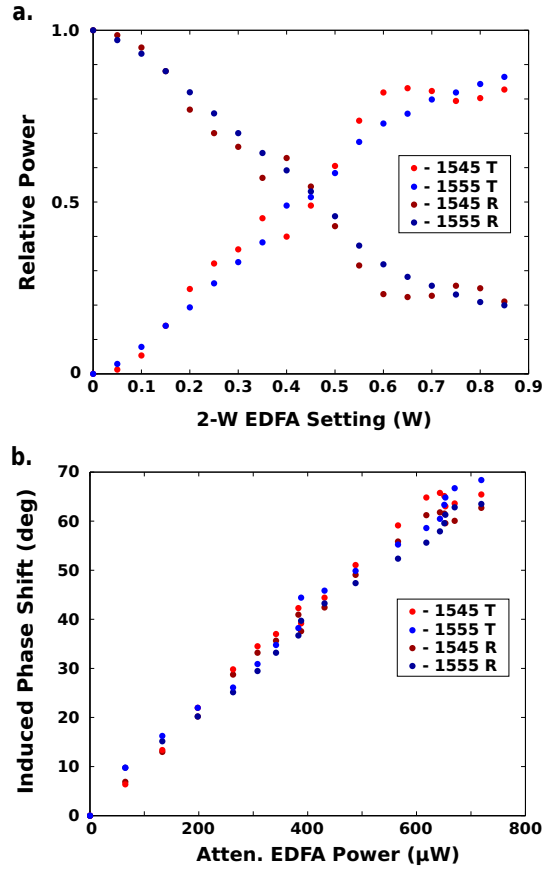 a.
1.0
0.5
0
Relative Power
- 1545 T
- 1555 T
- 1545 R
- 1555 R
0 0.1 0.2 0.3 0.4 0.5 0.6 0.7 0.8 0.9
2-W EDFA Setting (W)
b.
70
60
50
40
30
20
10
0
Induced Phase Shift (deg)
- 1545 T
- 1555 T
- 1545 R
- 1555 R
0 200 400 600 800
Atten. EDFA Power (μW)